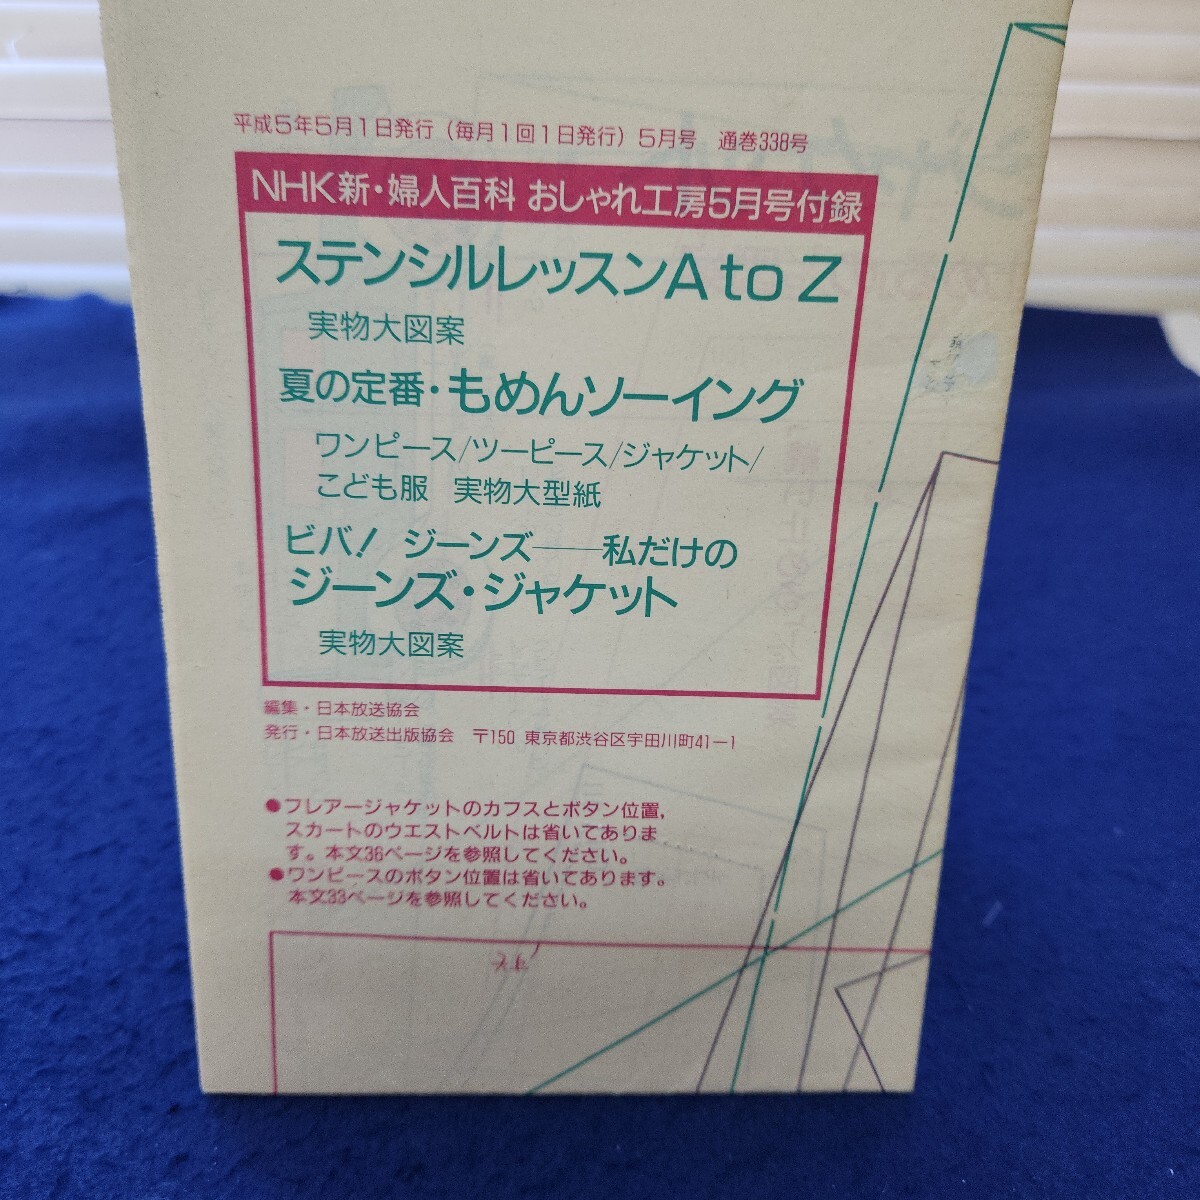 平成5年5月1日発行（毎月1回1日発行）5月号　通巻338号
NHK新・婦人百科 おしゃれ工房5月号付録
ステンシルレッスンA to Z
実物大図案
夏の定番・もめんソーイング
ワンピース/ツーピース/ジャケット/
こども服　実物大型紙
ビバ！ ジーンズ――私だけの
ジーンズ・ジャケット
実物大図案
編集・日本放送協会
発行・日本放送出版協会　〒150 東京都渋谷区宇田川町41－1
●フレアージャケットのカフスとボタン位置,
スカートのウエストベルトは省いてありま
す。本文36ページを参照してください。
●ワンピースのボタン位置は省いてあります。
本文33ページを参照してください。
すそ